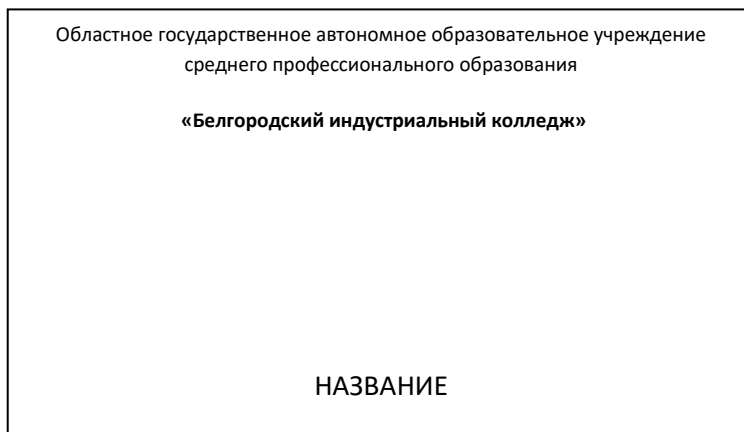 Областное государственное автономное образовательное учреждение
среднего профессионального образования
«Белгородский индустриальный колледж»
НАЗВАНИЕ